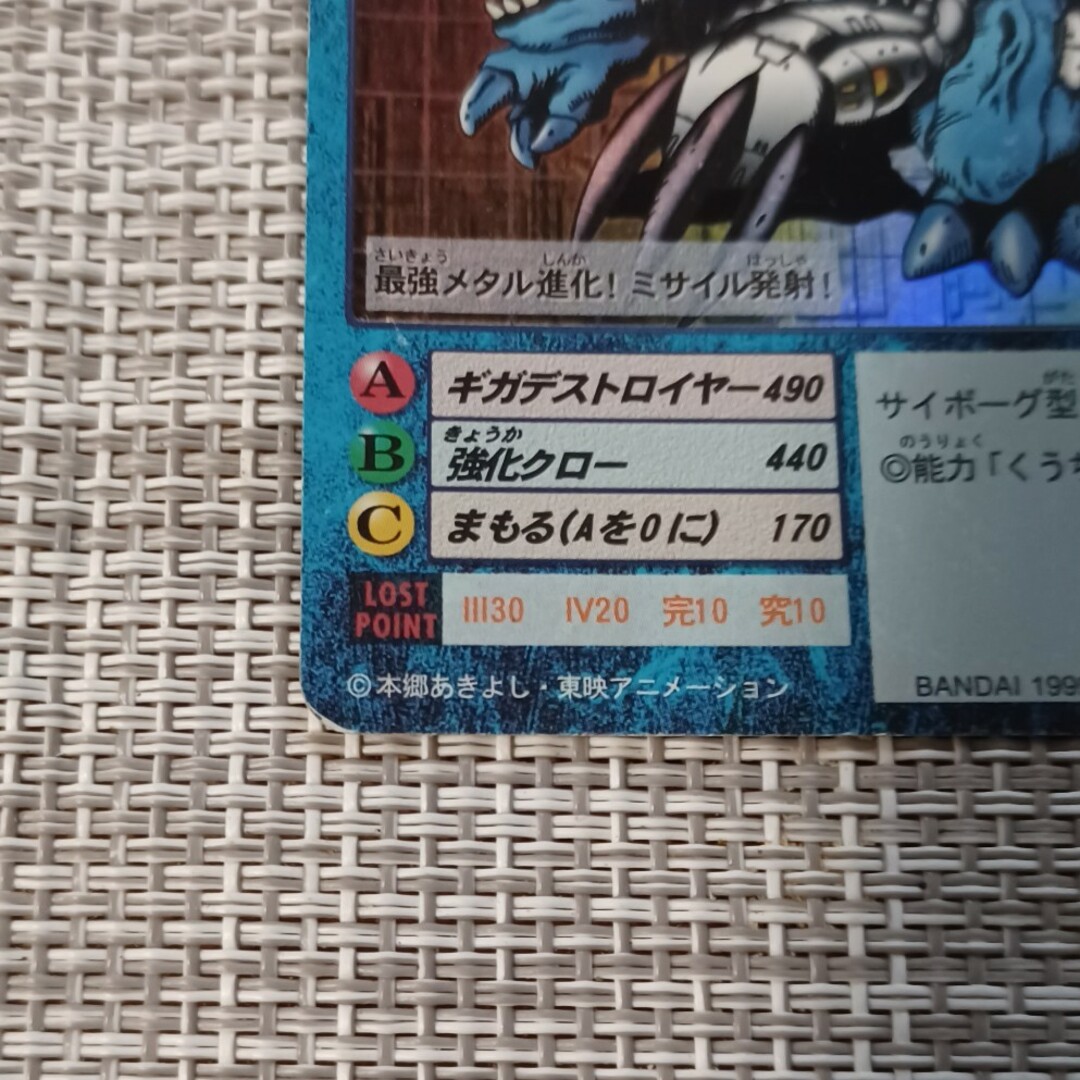 さいきょう しんか はっしゃ
最強メタル進化！ミサイル発射！
A ギガデストロイヤー490
きょうか
B 強化クロー 440
C まもる(Aを0に) 170
LOST POINT III30 IV20 完10 究10
©本郷あきよし・東映アニメーション
がた
サイボーグ型
のうりょく
◎能力「くう
BANDAI 199